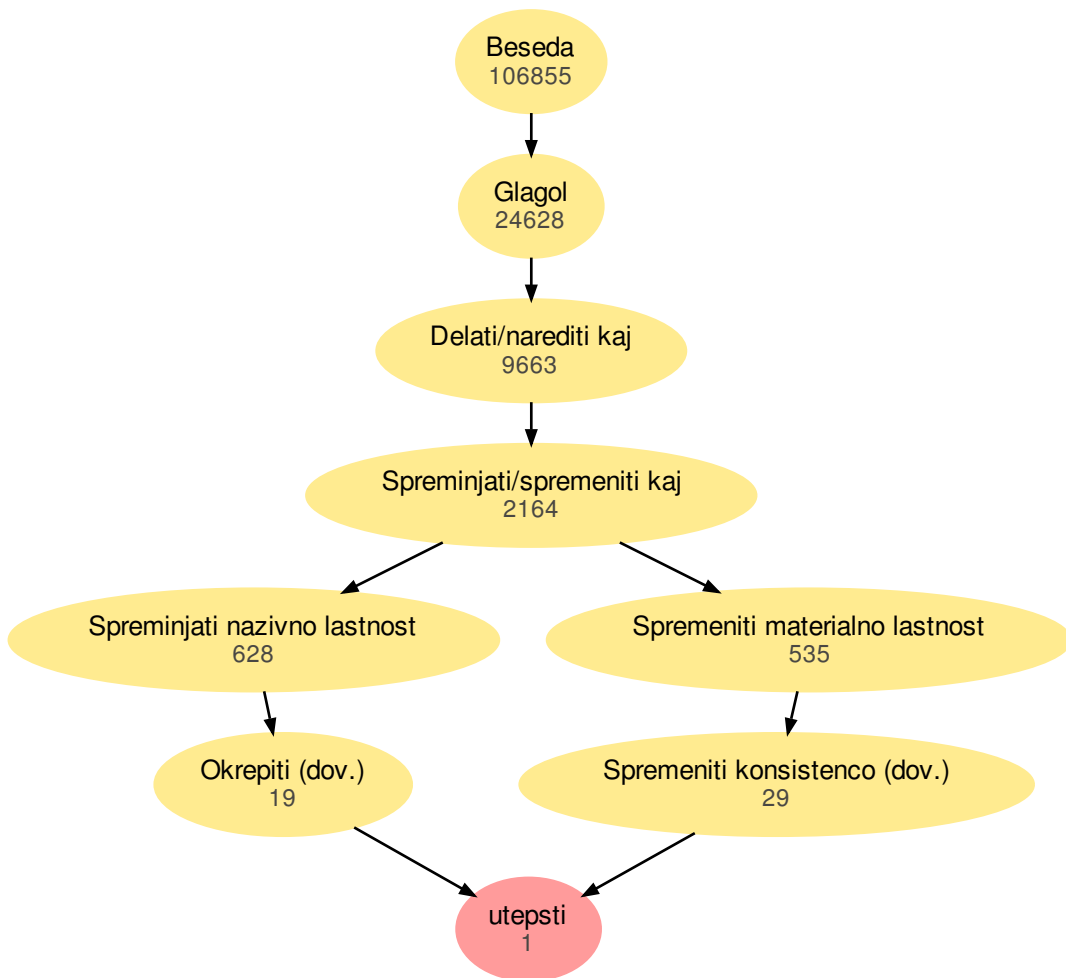 Beseda
106855
Glagol
24628
Delati/narediti kaj
9663
Spreminjati/spremeniti kaj
2164
Spreminjati nazivno lastnost
628
Spremeniti materialno lastnost
535
Okrepiti (dov.)
19
Spremeniti konsistenco (dov.)
29
utepsti
1